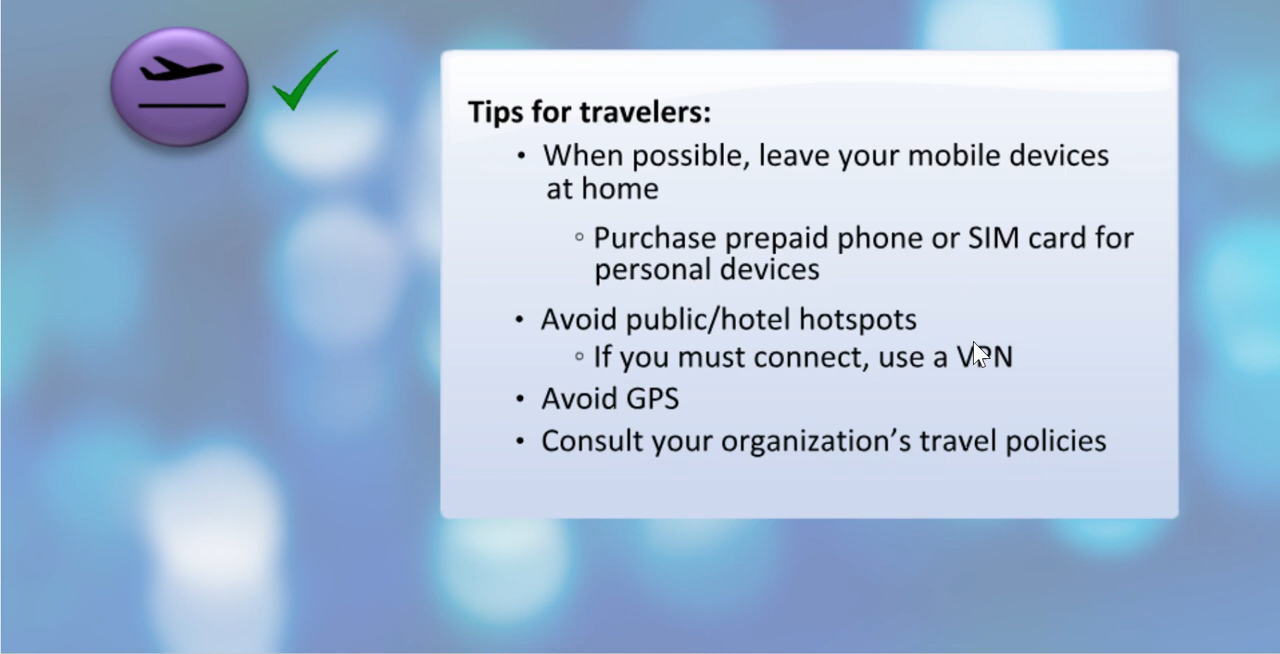 Tips for travelers:
• When possible, leave your mobile devices
at home
◦ Purchase prepaid phone or SIM card for
personal devices
• Avoid public/hotel hotspots
◦ If you must connect, use a VPN
• Avoid GPS
• Consult your organization’s travel policies